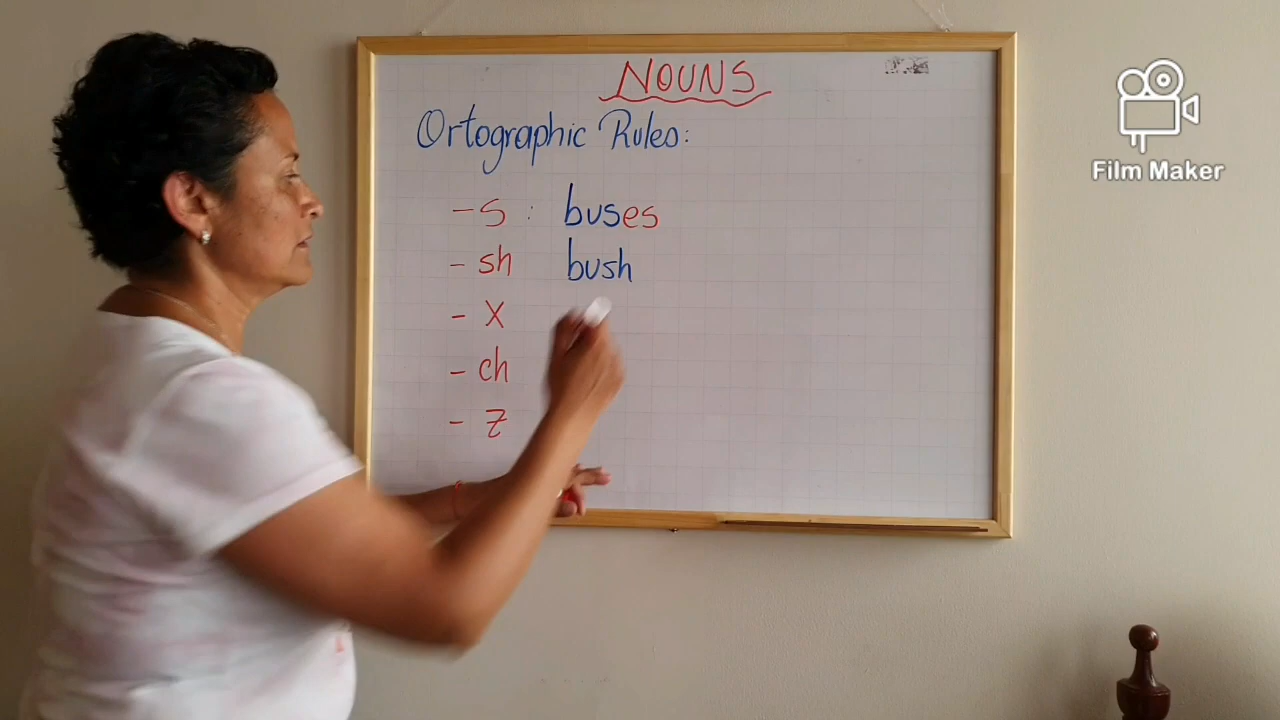 NOUNS
Ortographic Rules:
- s : buses
- sh bush
- x
- ch
- z
Film Maker